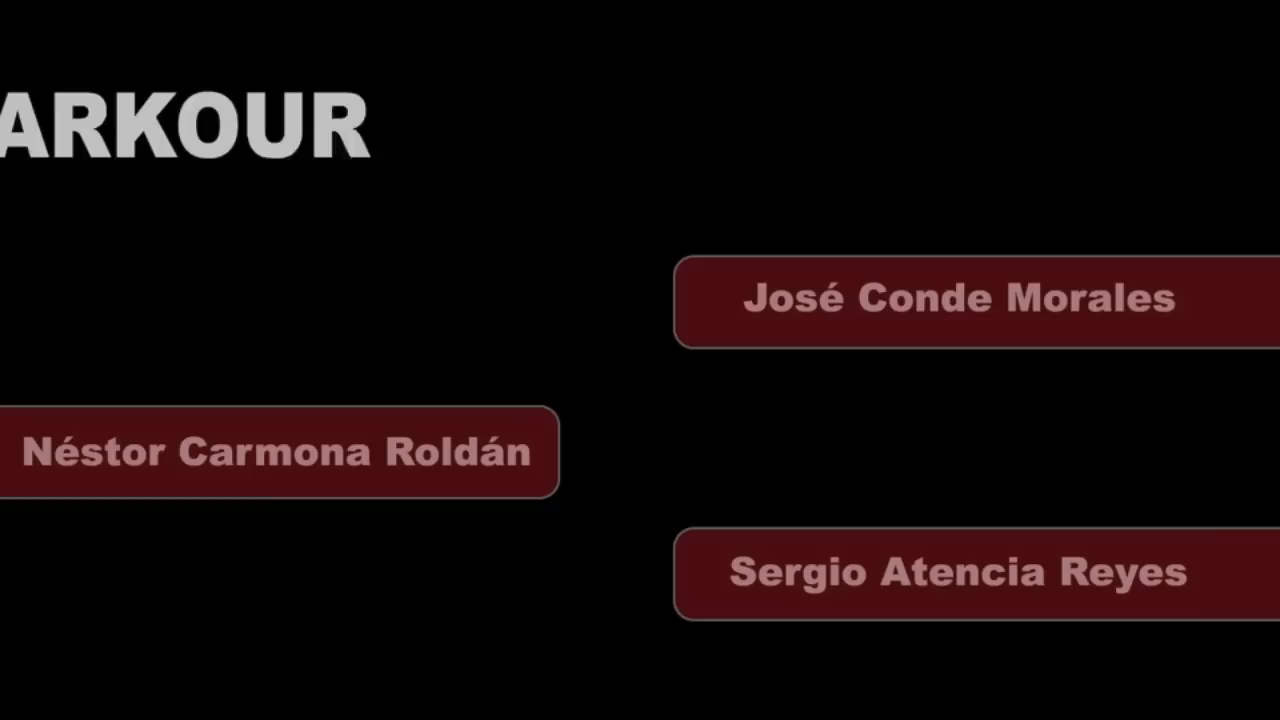 ARKOUR
José Conde Morales
Néstor Carmona Roldán
Sergio Atencia Reyes